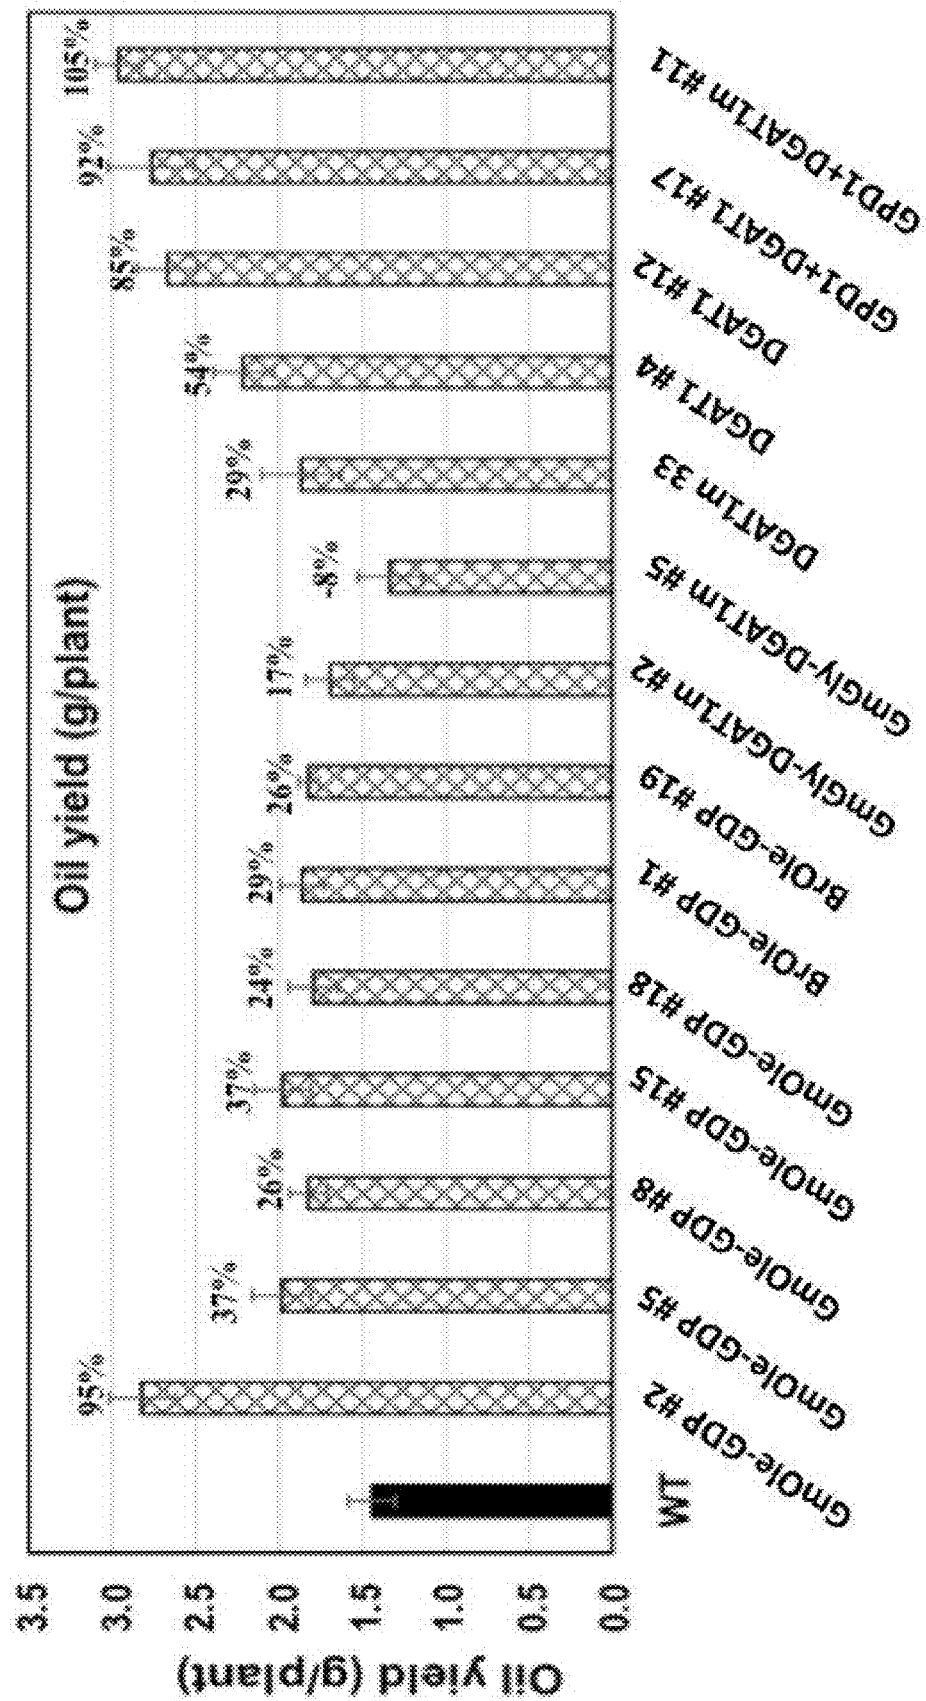 Oil yield (g/plant)
Oil yield (g/plant)
3.5
3.0
2.5
2.0
1.5
1.0
0.5
0.0
95%
37%
26%
37%
24%
29%
26%
17%
-8%
29%
54%
85%
92%
105%
WT
GmOle-GDP #2
GmOle-GDP #5
GmOle-GDP #8
GmOle-GDP #15
GmOle-GDP #18
BrOle-GDP #1
BrOle-GDP #19
GmGly-DGAT1m #2
GmGly-DGAT1m #5
DGAT1m 33
DGAT1 #4
DGAT1 #12
GPD1+DGAT1 #17
GPD1+DGAT1m #11